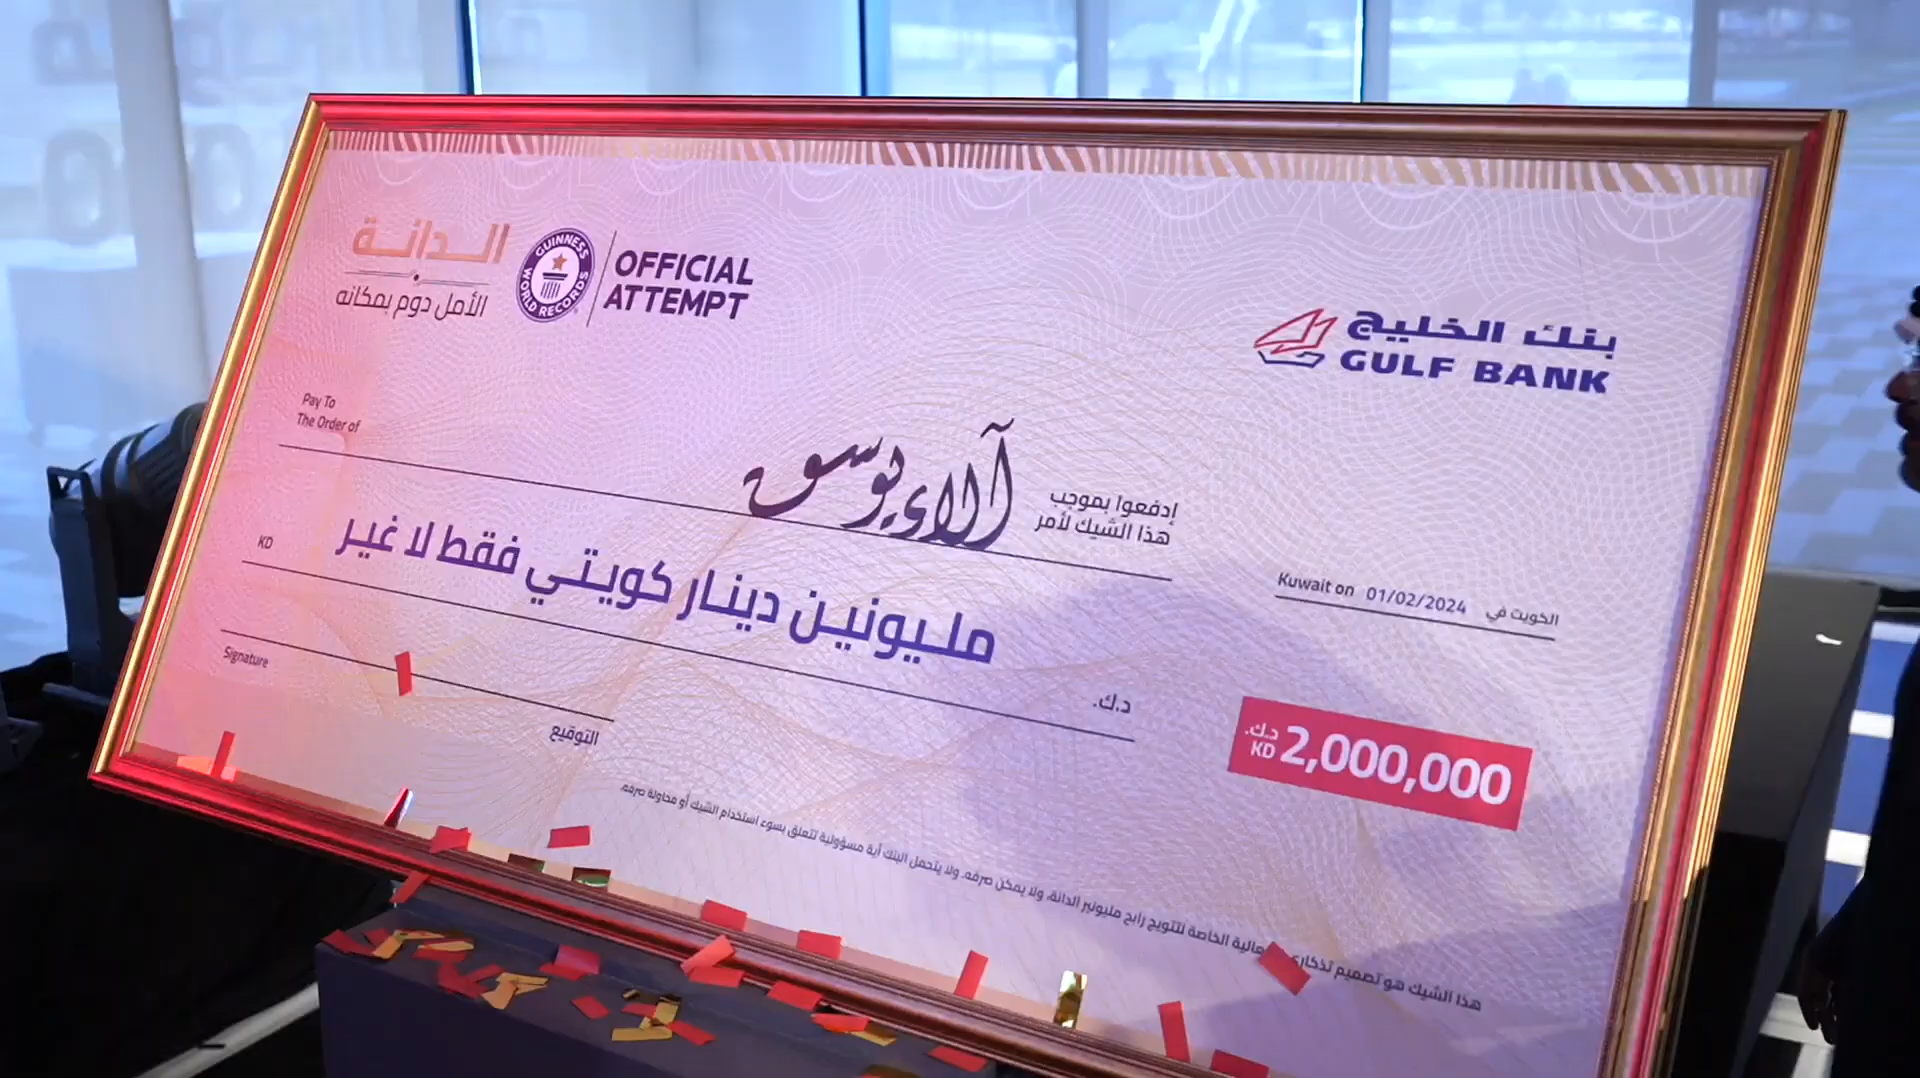 الدانة
الأمل دوم بمكانه
GUINNESS WORLD RECORDS
OFFICIAL
ATTEMPT
بنك الخليج
GULF BANK
Pay To
The Order of
آلاء يوسف
إدفعوا بموجب
هذا الشيك لأمر
KD
مليونين دينار كويتي فقط لا غير
د.ك.
Kuwait on 01/02/2024 الكويت في
Signature
التوقيع
د.ك.
KD
2,000,000
هذا الشيك هو تصميم تذكاري الخاصة لتتويج رابح مليونير الدانة، ولا يمكن صرفه، ولا يتحمل البنك أية مسؤولية تتعلق بسوء استخدام الشيك أو محاولة صرفه.